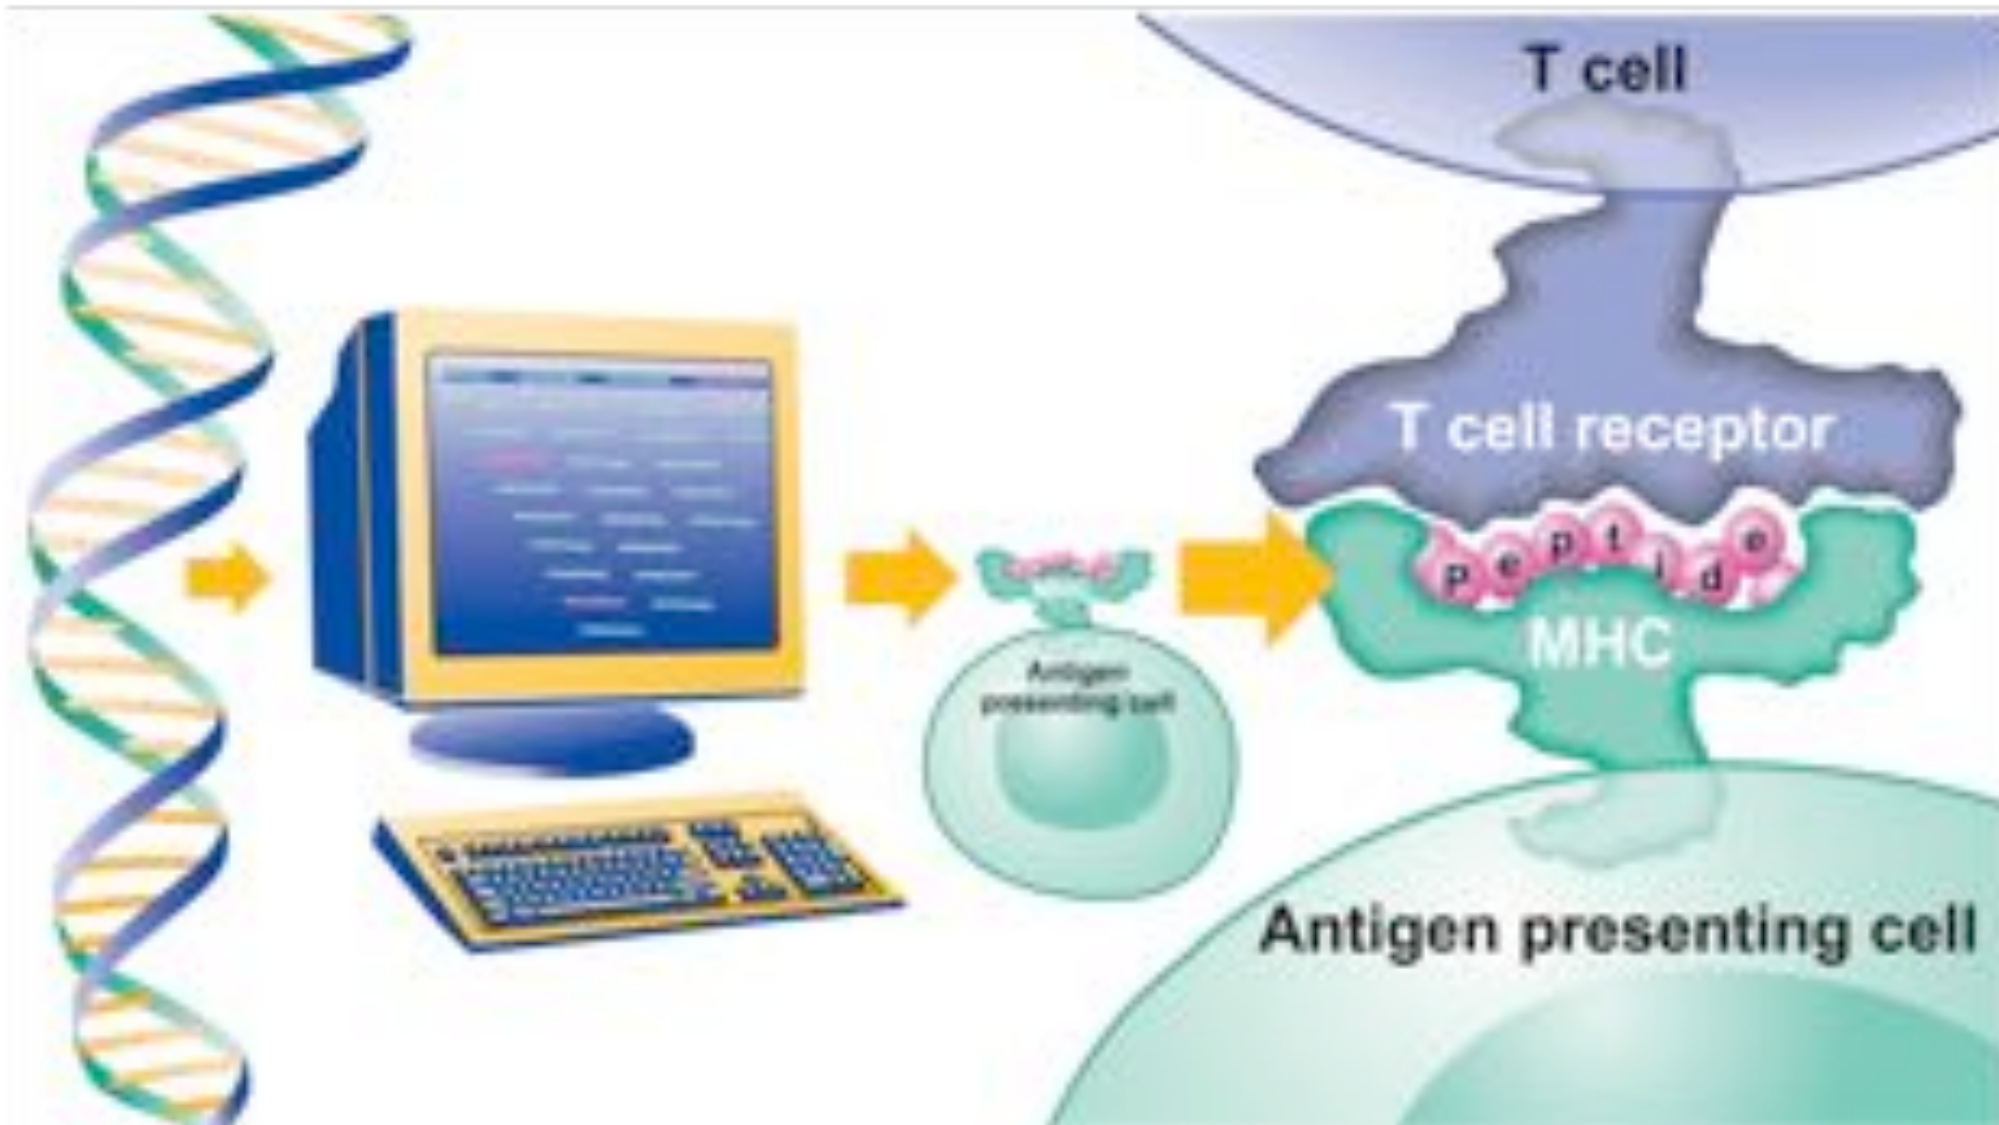 T cell
T cell receptor
peptide
MHC
Antigen
presenting cell
Antigen presenting cell